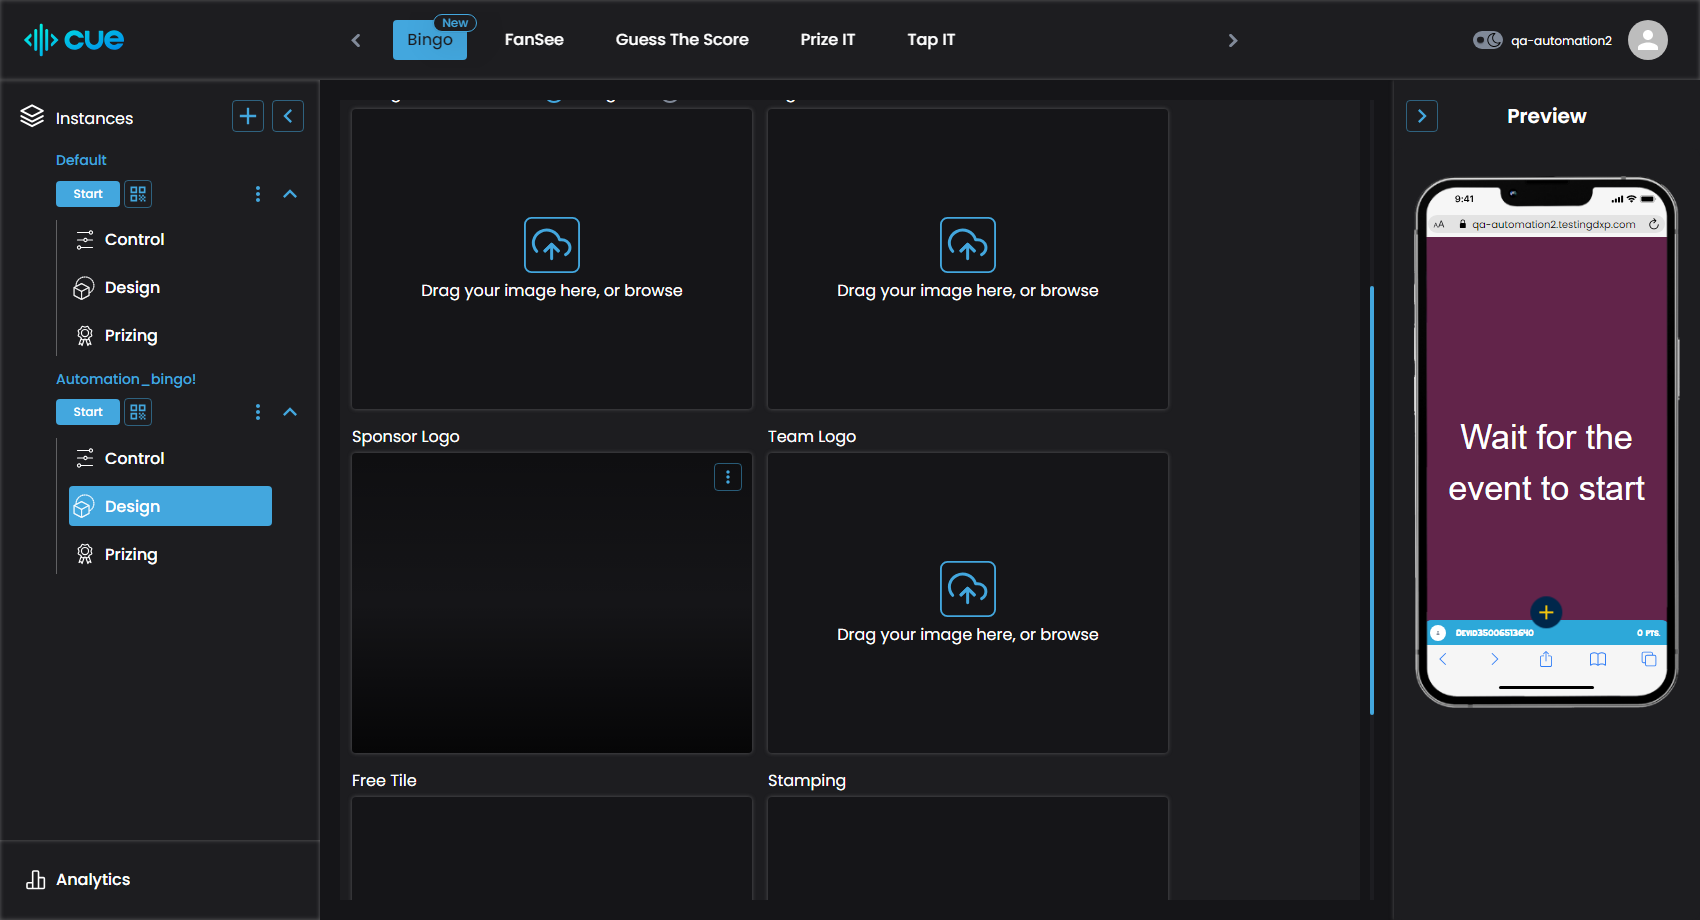 cue
Bingo
New
FanSee
Guess The Score
Prize IT
Tap IT
qa-automation2
Instances
Default
Start
Control
Design
Prizing
Automation_bingo!
Start
Control
Design
Prizing
Analytics
Drag your image here, or browse
Drag your image here, or browse
Sponsor Logo
Team Logo
Drag your image here, or browse
Free Tile
Stamping
Preview
9:41
AA qa-automation2.testingdxp.com
Wait for the
event to start
0 PTS.